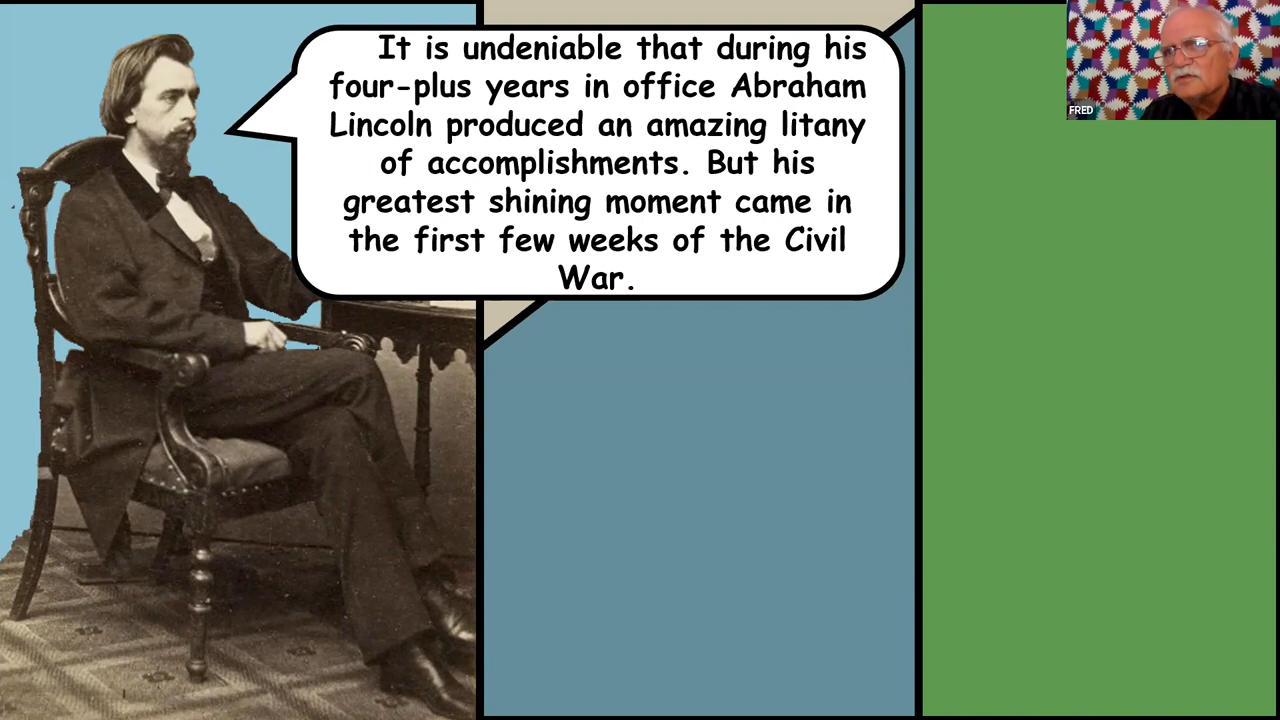 It is undeniable that during his
four-plus years in office Abraham
Lincoln produced an amazing litany
of accomplishments. But his
greatest shining moment came in
the first few weeks of the Civil
War.
FRED